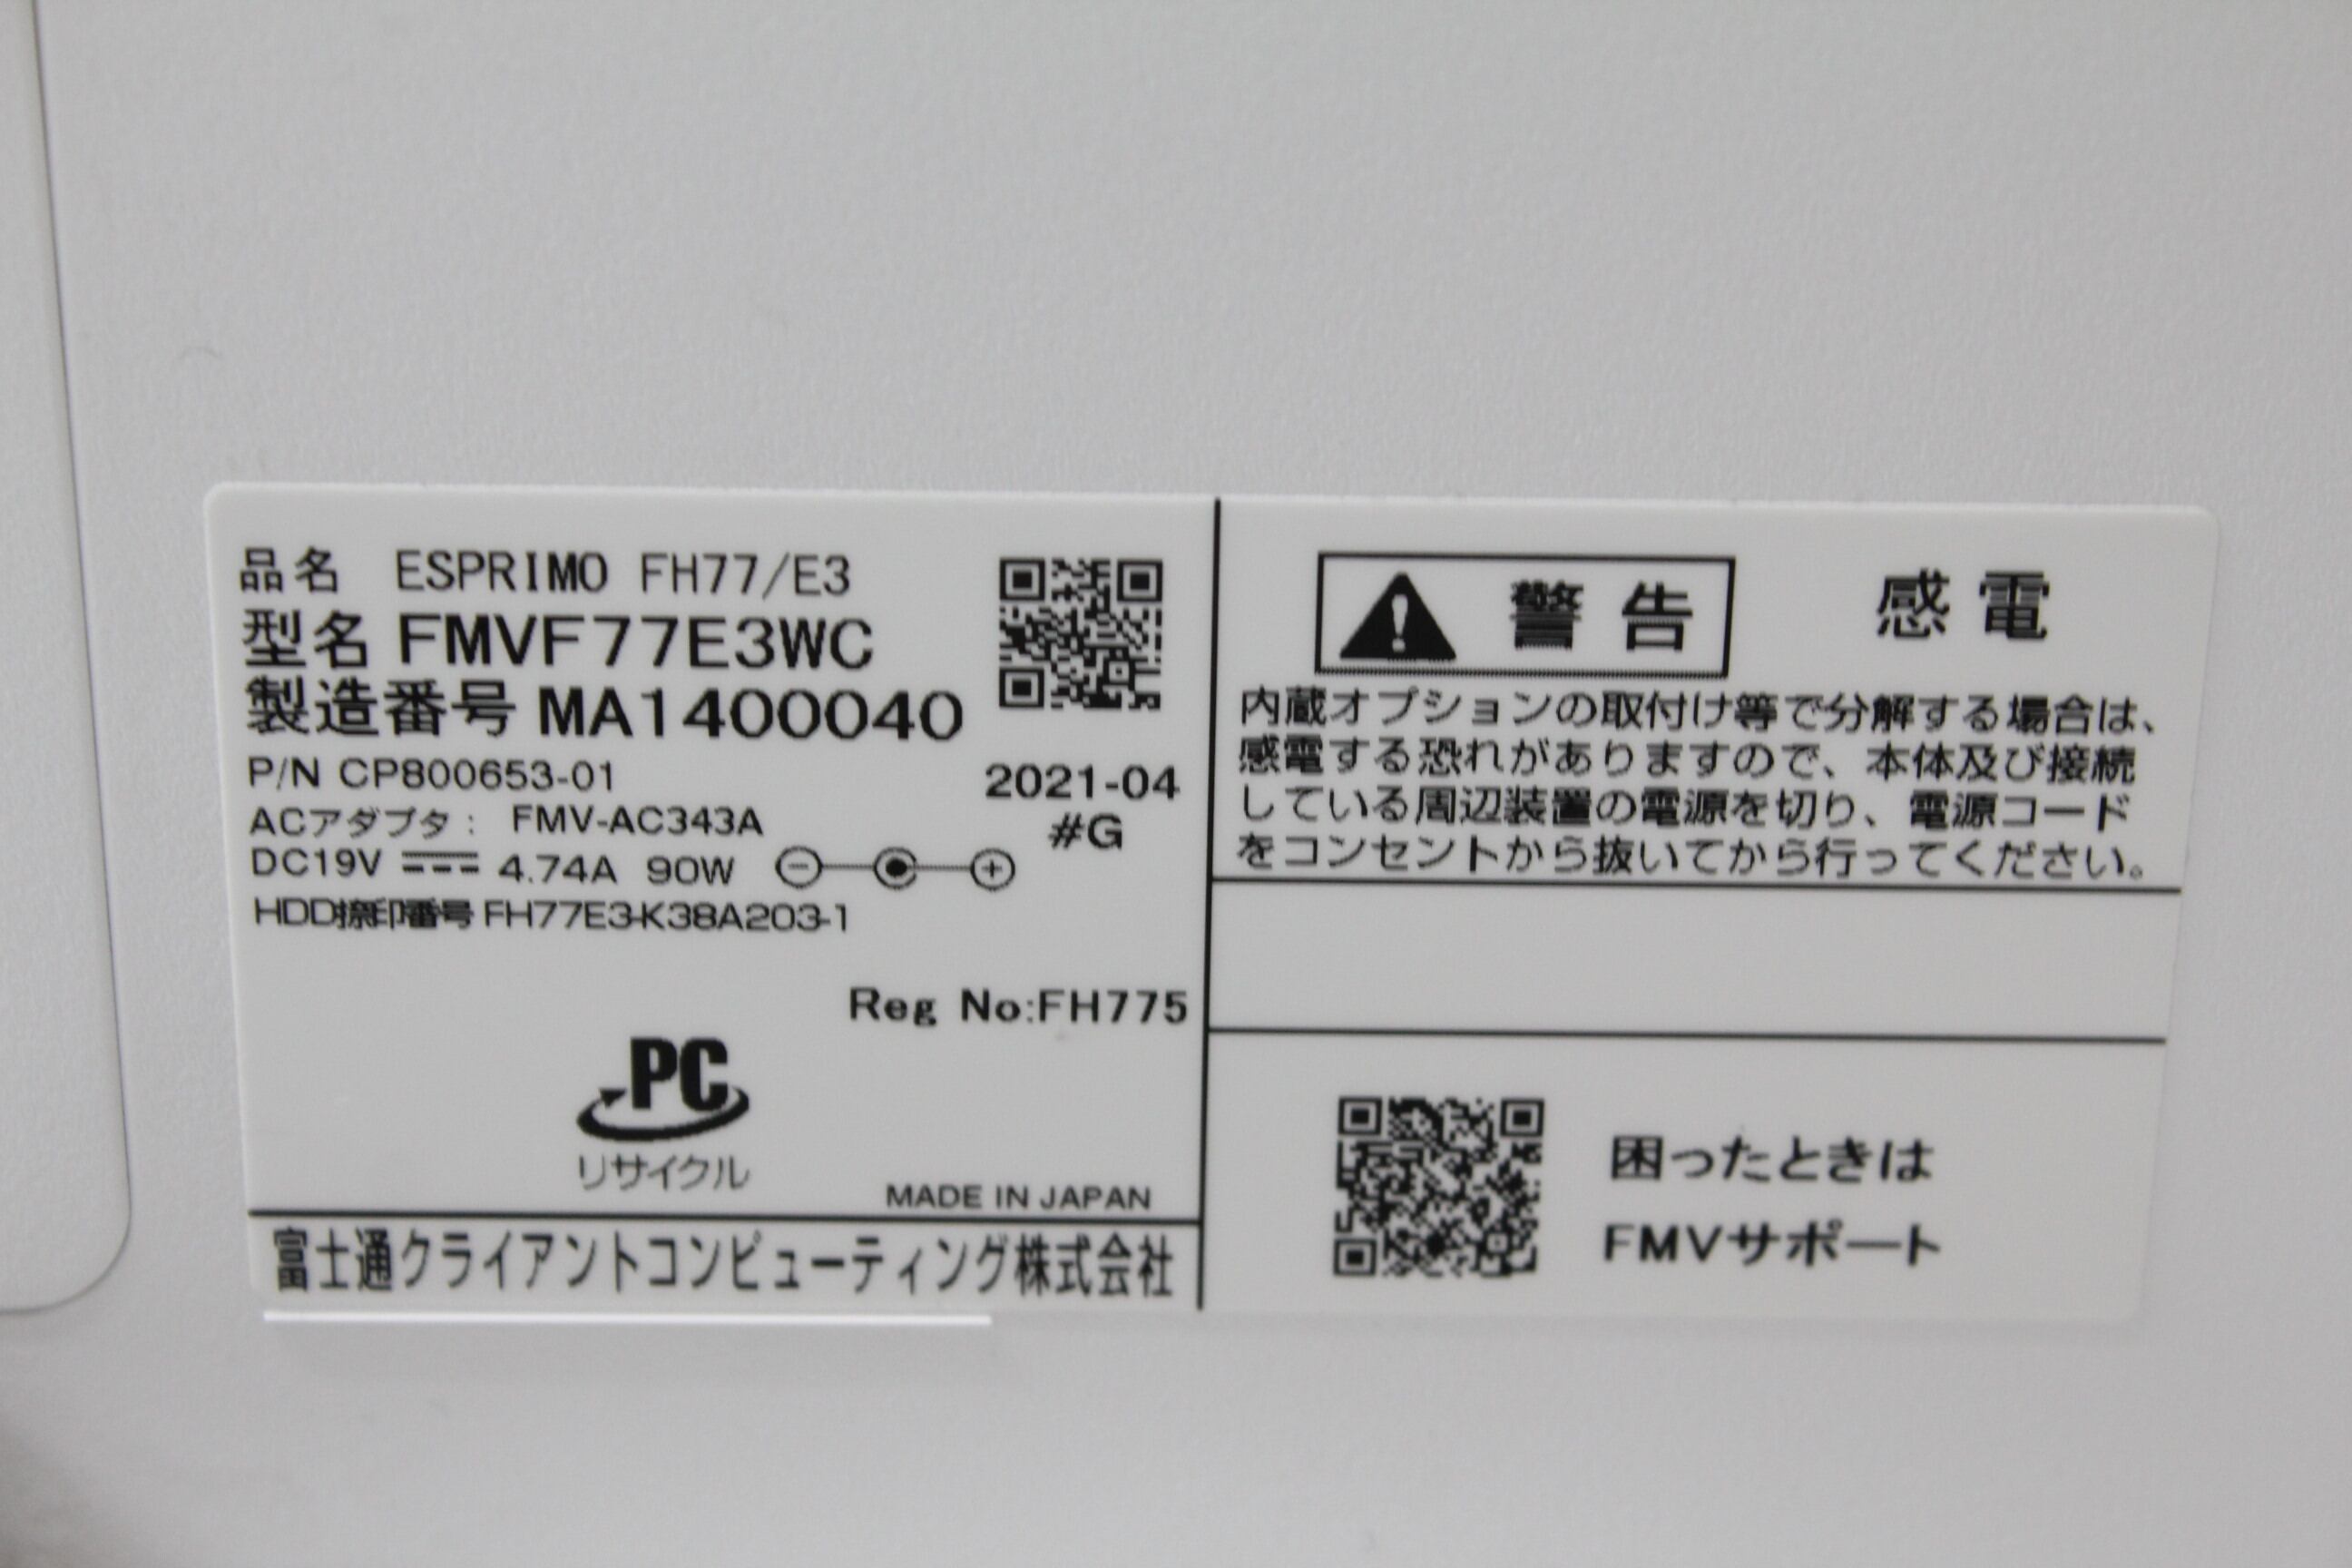 品名 ESPRIMO FH77/E3
型名 FMVF77E3WC
製造番号 MA1400040
P/N CP800653-01
2021-04
ACアダプタ： FMV-AC343A
#G
DC19V 4.74A 90W
HDD捺印番号 FH77E3-K38A203-1
Reg No:FH775
PC
リサイクル
MADE IN JAPAN
富士通クライアントコンピューティング株式会社
警告 感電
内蔵オプションの取付け等で分解する場合は、
感電する恐れがありますので、本体及び接続
している周辺装置の電源を切り、電源コード
をコンセントから抜いてから行ってください。
困ったときは
FMVサポート